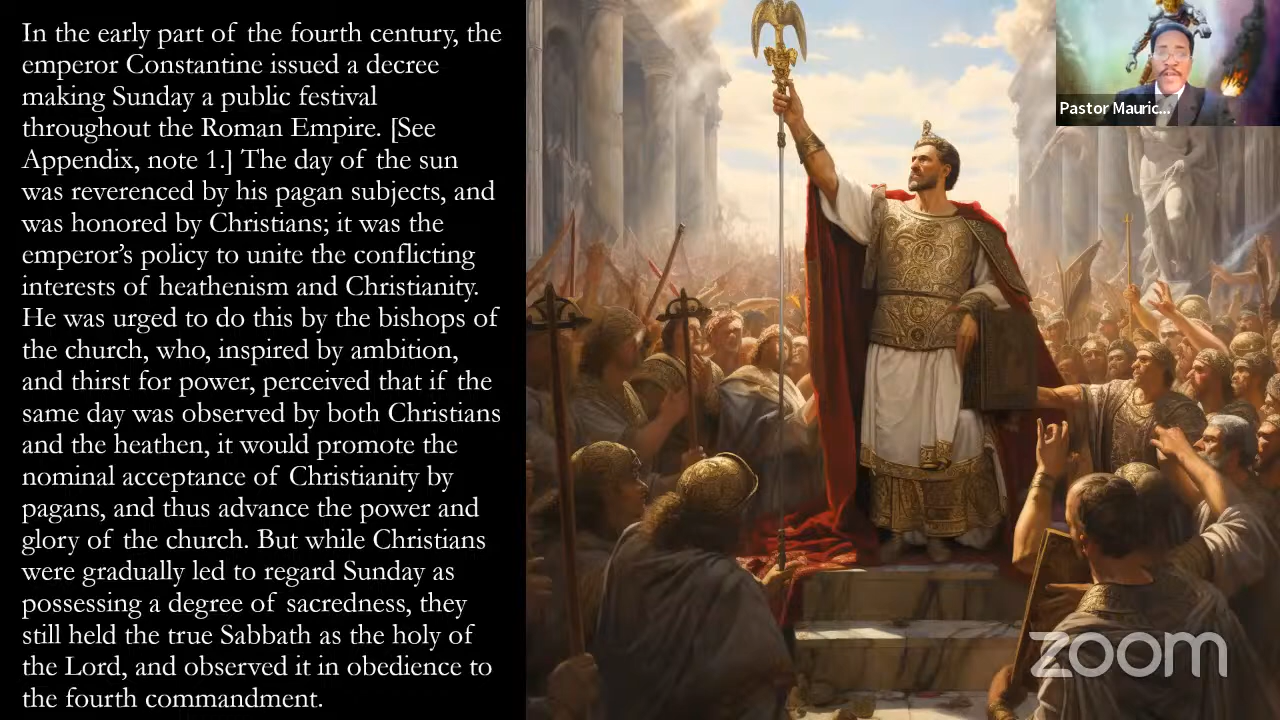 In the early part of the fourth century, the
emperor Constantine issued a decree
making Sunday a public festival
throughout the Roman Empire. [See
Appendix, note 1.] The day of the sun
was reverenced by his pagan subjects, and
was honored by Christians; it was the
emperor’s policy to unite the conflicting
interests of heathenism and Christianity.
He was urged to do this by the bishops of
the church, who, inspired by ambition,
and thirst for power, perceived that if the
same day was observed by both Christians
and the heathen, it would promote the
nominal acceptance of Christianity by
pagans, and thus advance the power and
glory of the church. But while Christians
were gradually led to regard Sunday as
possessing a degree of sacredness, they
still held the true Sabbath as the holy of
the Lord, and observed it in obedience to
the fourth commandment.
Pastor Mauric...
zoom